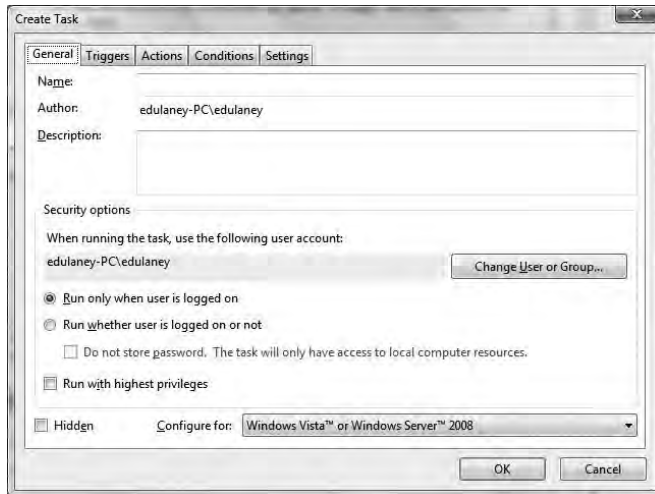 Create Task
General Triggers Actions Conditions Settings
Name:
Author: edulaney-PC\edulaney
Description:
Security options
When running the task, use the following user account:
edulaney-PC\edulaney Change User or Group...
Run only when user is logged on
Run whether user is logged on or not
Do not store password. The task will only have access to local computer resources.
Run with highest privileges
Hidden Configure for: Windows Vista™ or Windows Server™ 2008
OK Cancel